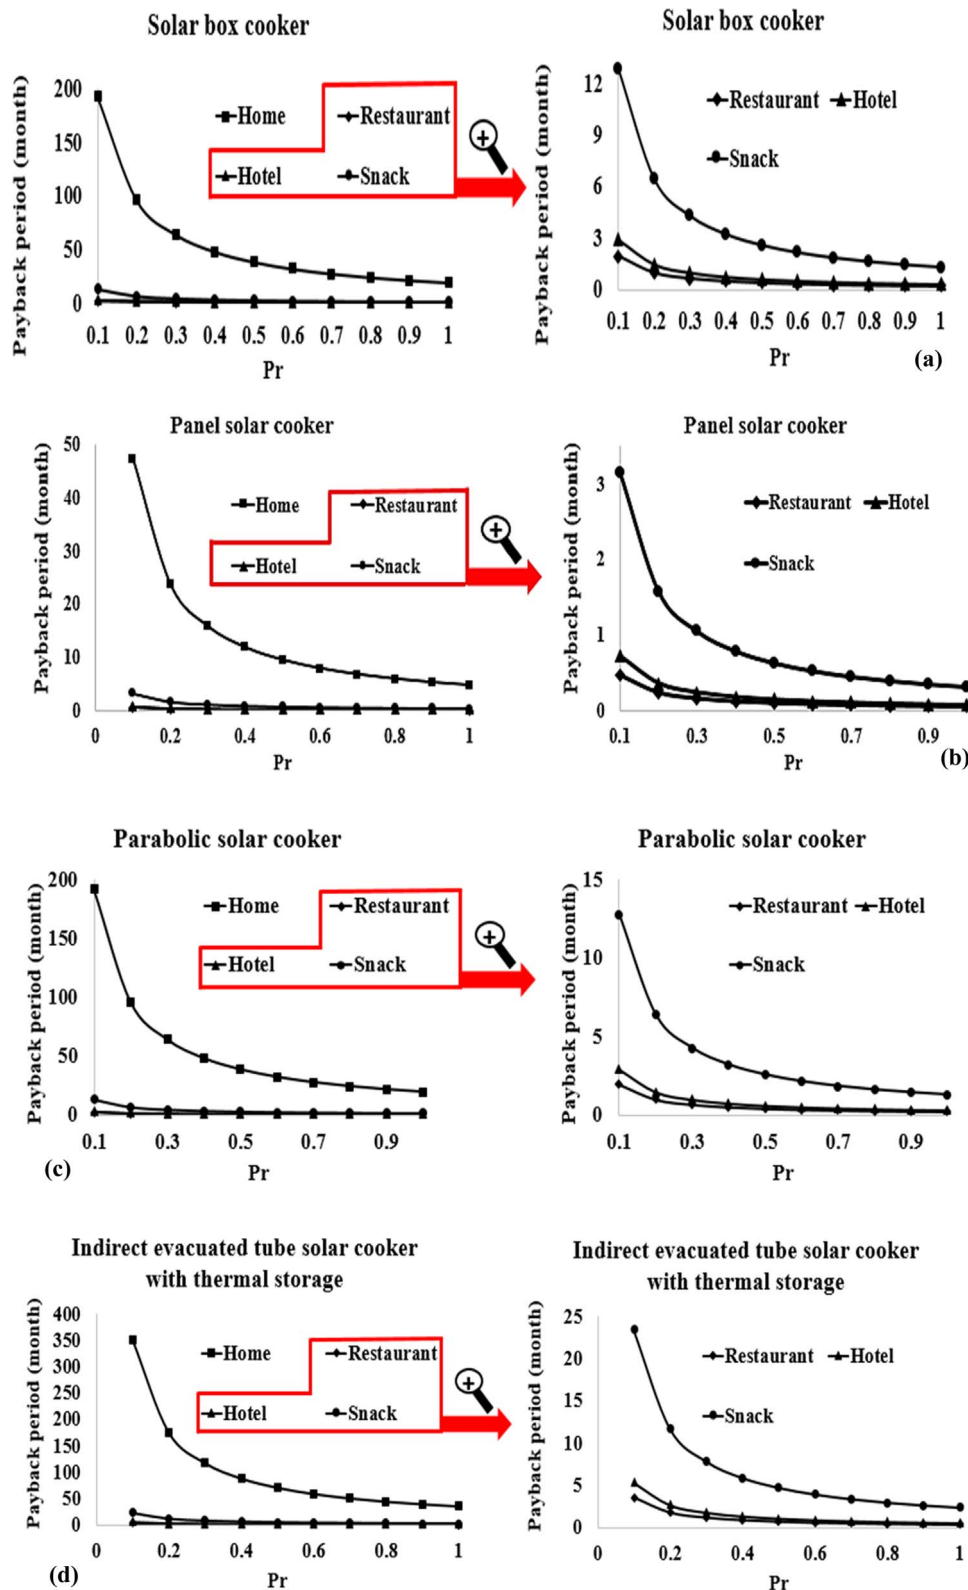 Solar box cooker
Payback period (month)
200
150
100
50
0
Home
Restaurant
Hotel
Snack
0.1 0.2 0.3 0.4 0.5 0.6 0.7 0.8 0.9 1
Pr
Solar box cooker
Payback period (month)
12
9
6
3
0
Restaurant Hotel
Snack
0.1 0.2 0.3 0.4 0.5 0.6 0.7 0.8 0.9 1
Pr
(a)
Panel solar cooker
Payback period (month)
50
40
30
20
10
0
Home
Restaurant
Hotel
Snack
0 0.2 0.4 0.6 0.8 1
Pr
Panel solar cooker
Payback period (month)
3
2
1
0
Restaurant Hotel
Snack
0.1 0.3 0.5 0.7 0.9
Pr
(b)
Parabolic solar cooker
Payback period (month)
200
150
100
50
0
Home
Restaurant
Hotel
Snack
0.1 0.3 0.5 0.7 0.9
Pr
(c)
Parabolic solar cooker
Payback period (month)
15
10
5
0
Restaurant Hotel
Snack
0.1 0.3 0.5 0.7 0.9
Pr
Indirect evacuated tube solar cooker
with thermal storage
Payback period (month)
400
350
300
250
200
150
100
50
0
Home
Restaurant
Hotel
Snack
0 0.2 0.4 0.6 0.8 1
Pr
(d)
Indirect evacuated tube solar cooker
with thermal storage
Payback period (month)
25
20
15
10
5
0
Restaurant Hotel
Snack
0 0.2 0.4 0.6 0.8 1
Pr